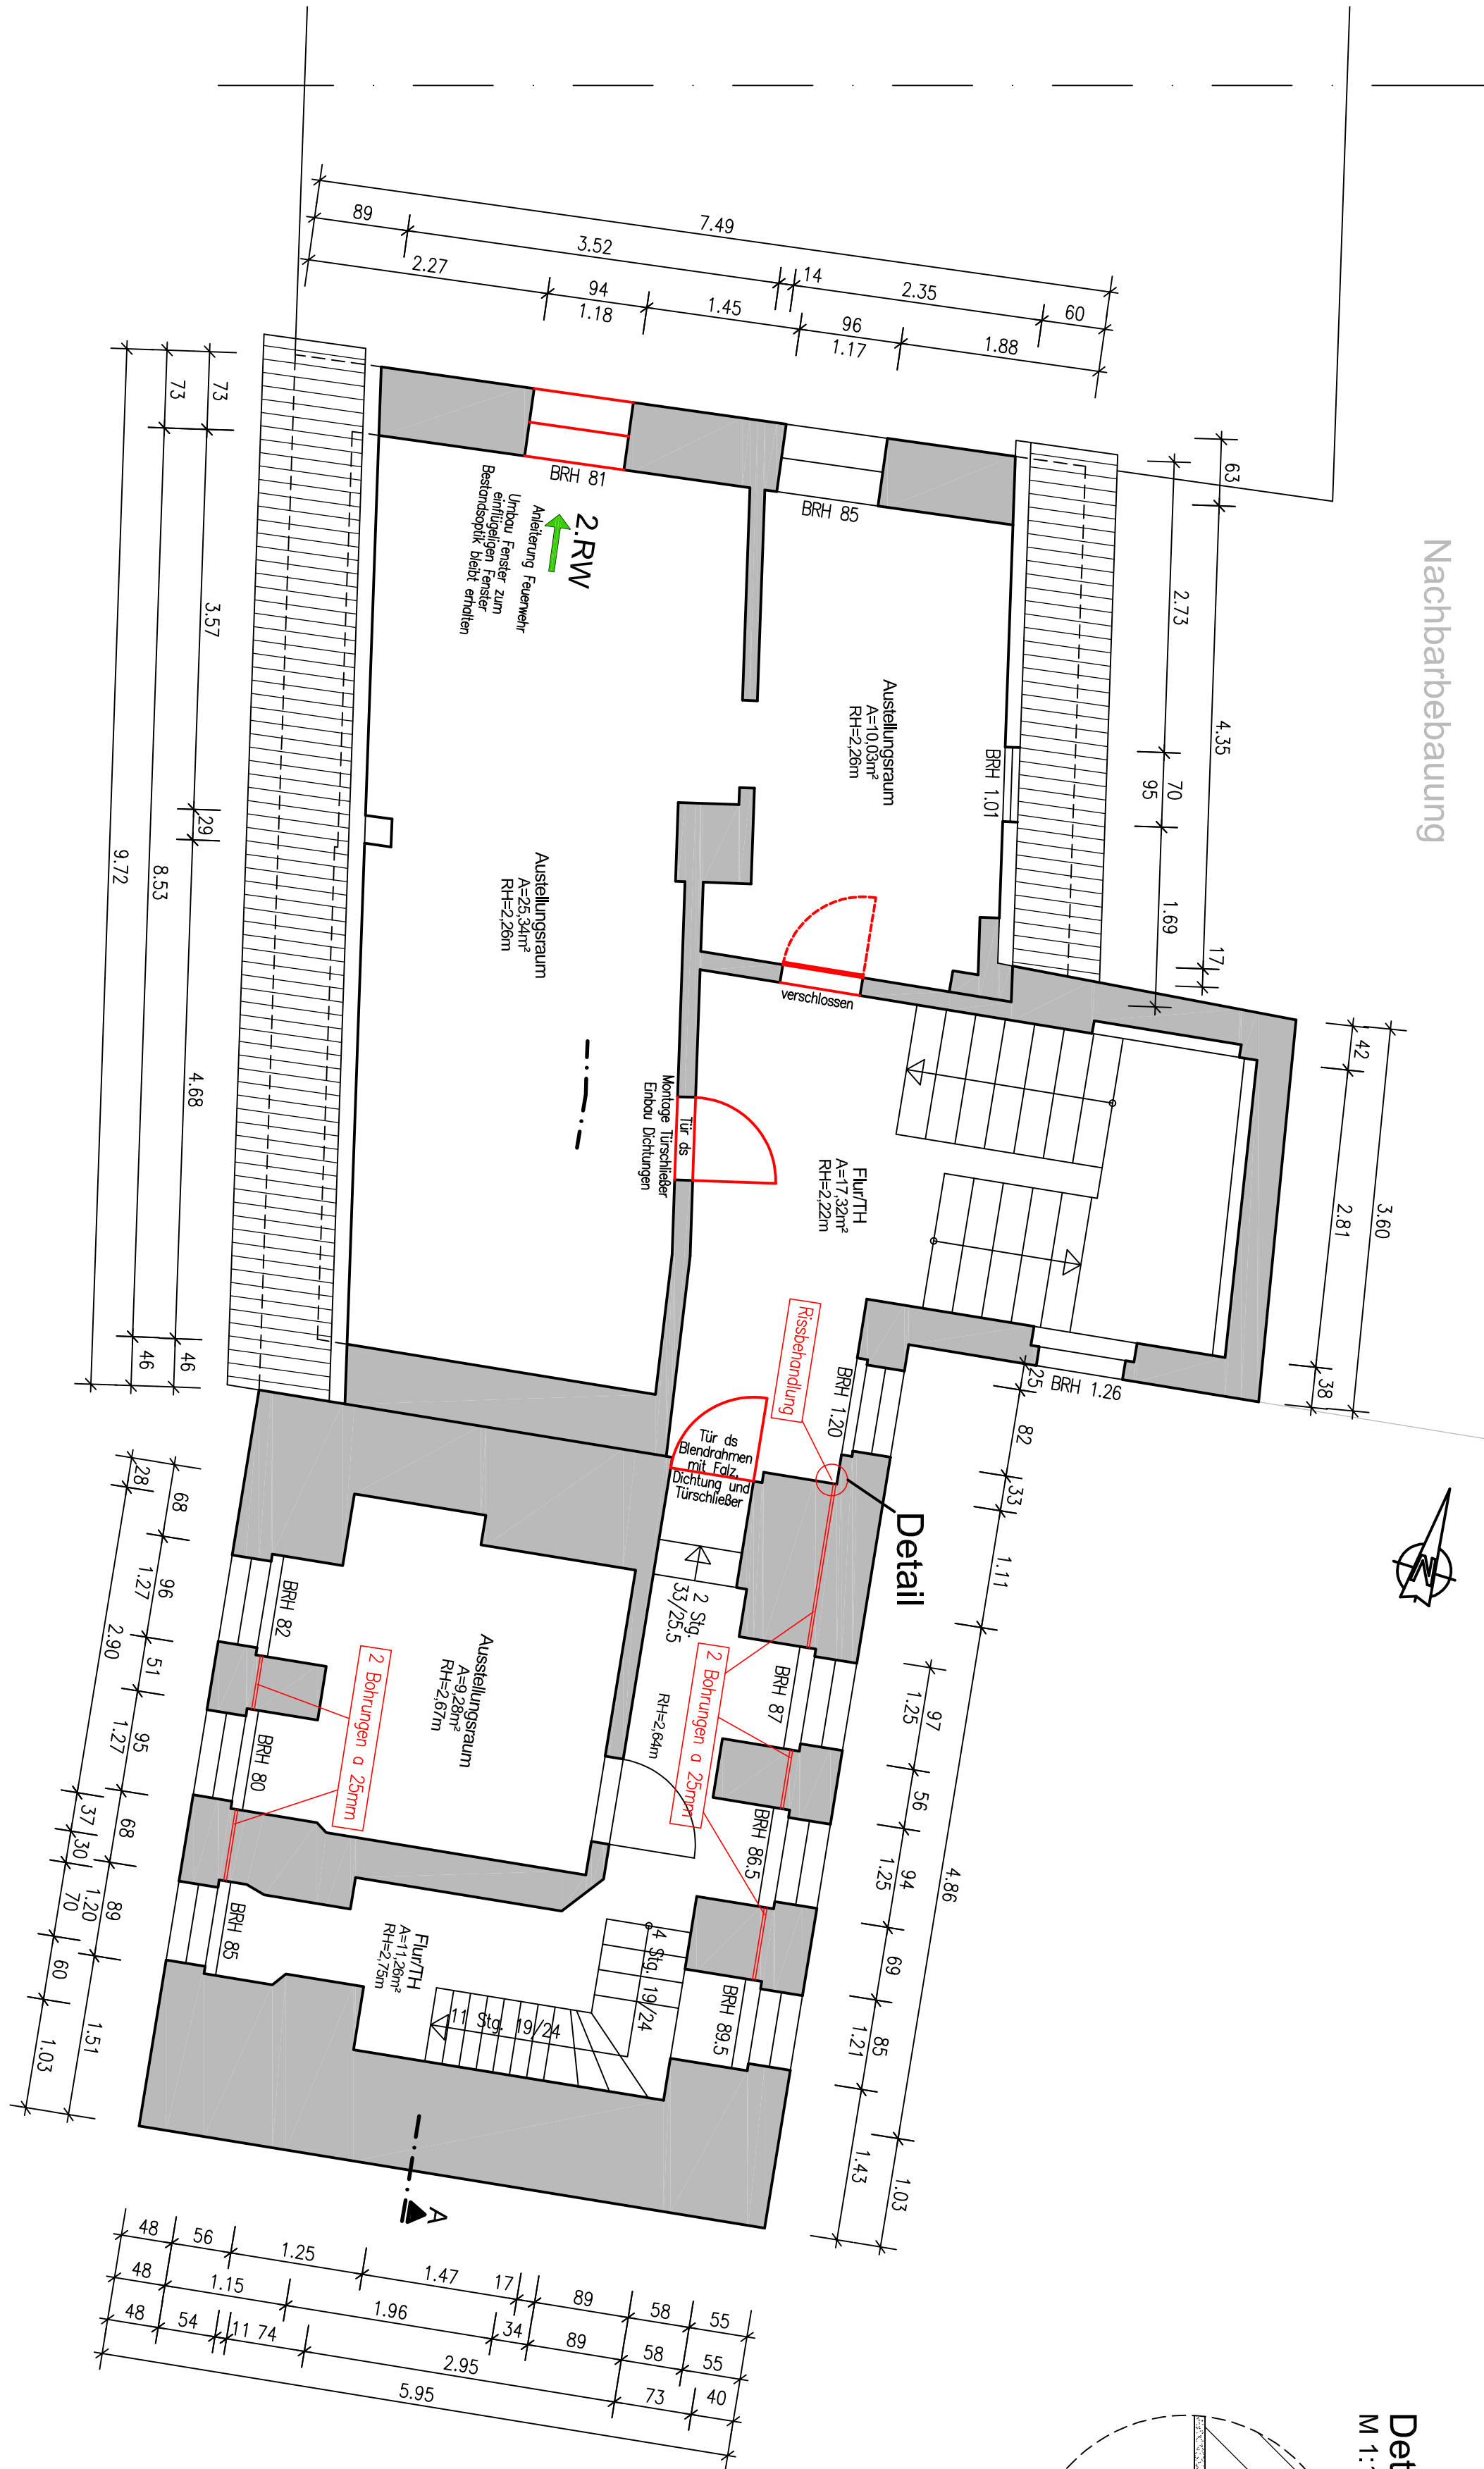 Nachbarbebauung
7.49
89
3.52
14
2.35
60
2.27
94
1.18
1.45
96
1.17
1.88
63
4.35
17
2.73
70
95
1.69
42
2.81
38
3.60
73
3.57
29
4.68
46
73
8.53
46
9.72
BRH 81
BRH 85
BRH 1.01
2.RW
Anleiterung Feuerwehr
Umbau Fenster zum
einflügeligen Fenster
Bestandsoptik bleibt erhalten
Austellungsraum
A=10,03m²
RH=2,26m
Austellungsraum
A=25,34m²
RH=2,26m
verschlossen
Tür ds
Montage Türschließer
Einbau Dichtungen
Flur/TH
A=17,32m²
RH=2,22m
Rissbehandlung
BRH 1.20
BRH 1.26
Tür ds
Blendrahmen
mit Falz,
Dichtung und
Türschließer
Detail
2 Stg.
33/25.5
RH=2,64m
2 Bohrungen a 25mm
BRH 87
BRH 86.5
BRH 89.5
25
82
33
1.11
4.86
1.03
97
1.25
56
94
1.25
69
85
1.21
1.43
Ausstellungsraum
A=9,28m²
RH=2,67m
2 Bohrungen a 25mm
BRH 82
BRH 80
BRH 85
Flur/TH
A=11,26m²
RH=2,75m
4 Stg. 19/24
11 Stg. 19/24
68
96
1.27
51
95
1.27
68
89
1.20
1.51
28
2.90
37
30
70
60
1.03
A
48
56
1.25
1.47
17
89
58
55
48
1.15
1.96
34
89
58
55
48
54
11
74
2.95
73
40
5.95
N